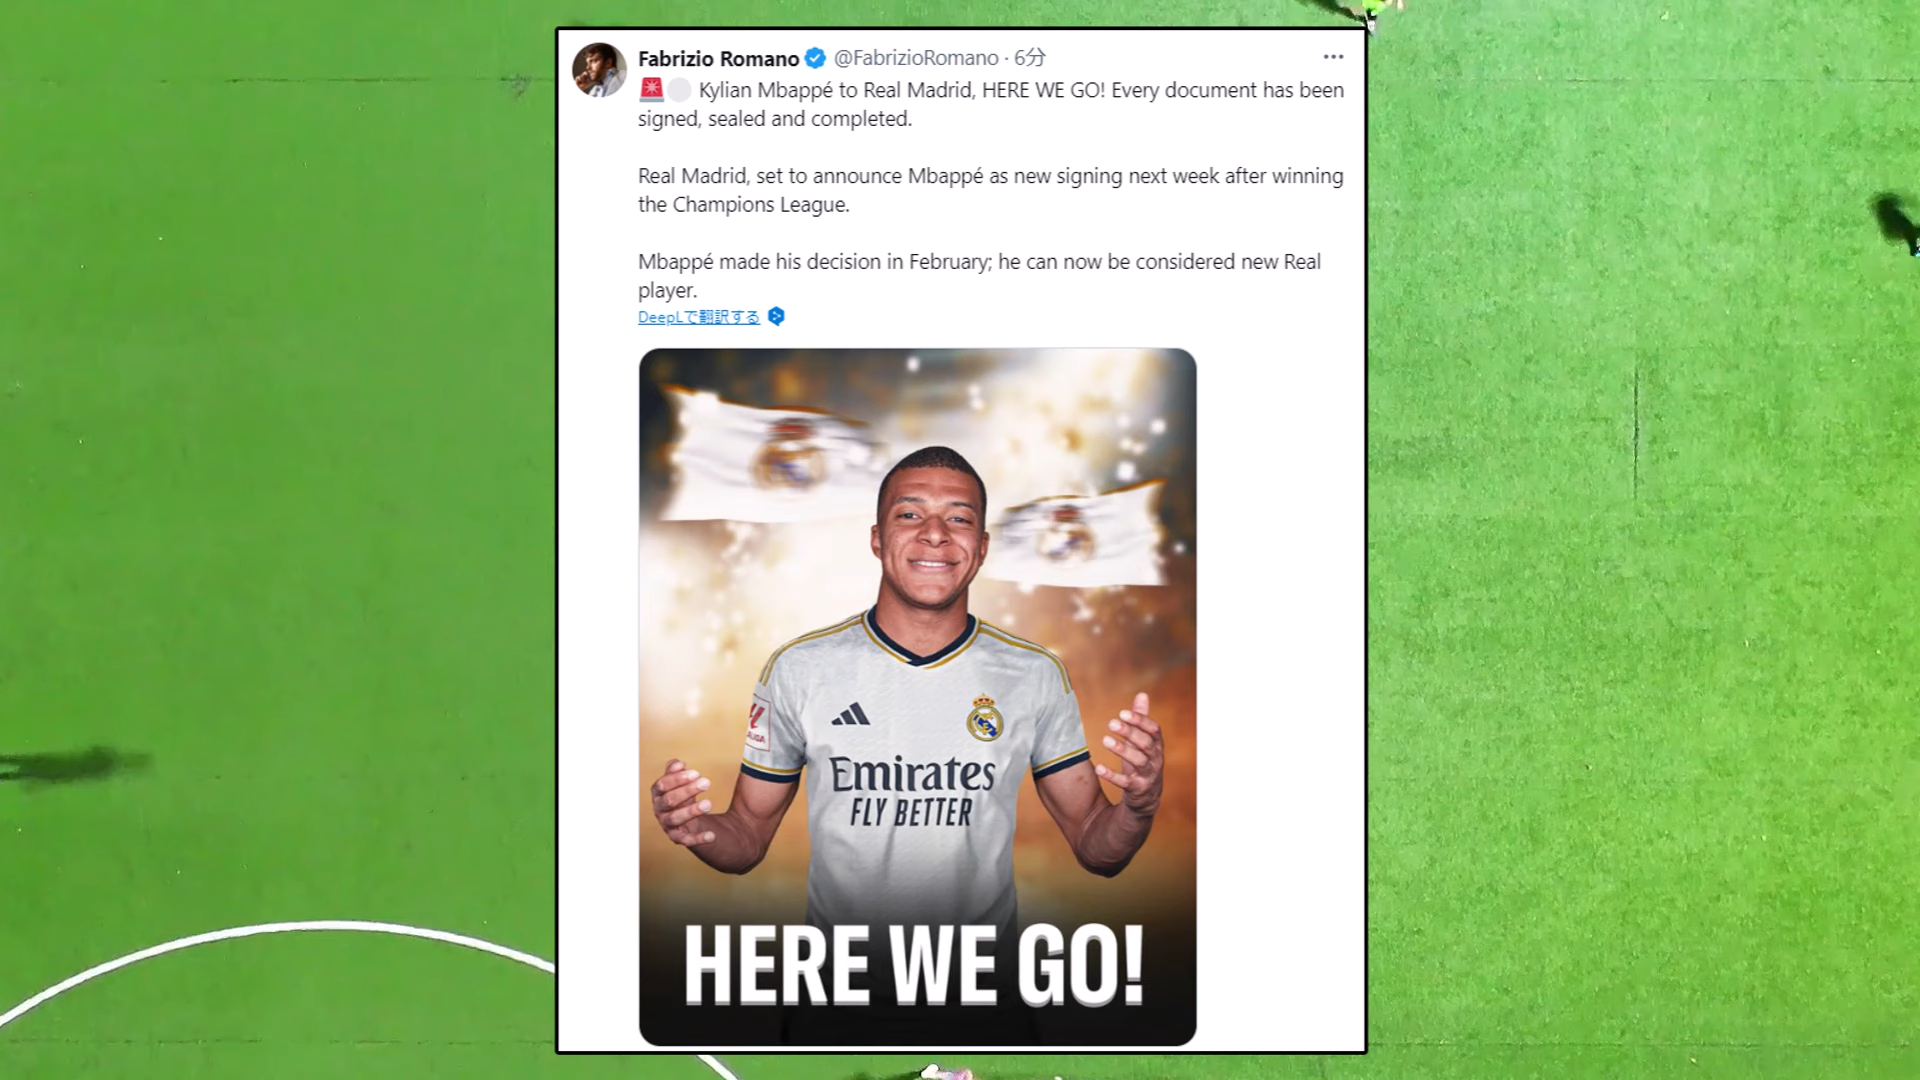 Fabrizio Romano @FabrizioRomano · 6分
Kylian Mbappé to Real Madrid, HERE WE GO! Every document has been
signed, sealed and completed.
Real Madrid, set to announce Mbappé as new signing next week after winning
the Champions League.
Mbappé made his decision in February; he can now be considered new Real
player.
DeepLで翻訳する
Emirates
FLY BETTER
HERE WE GO!